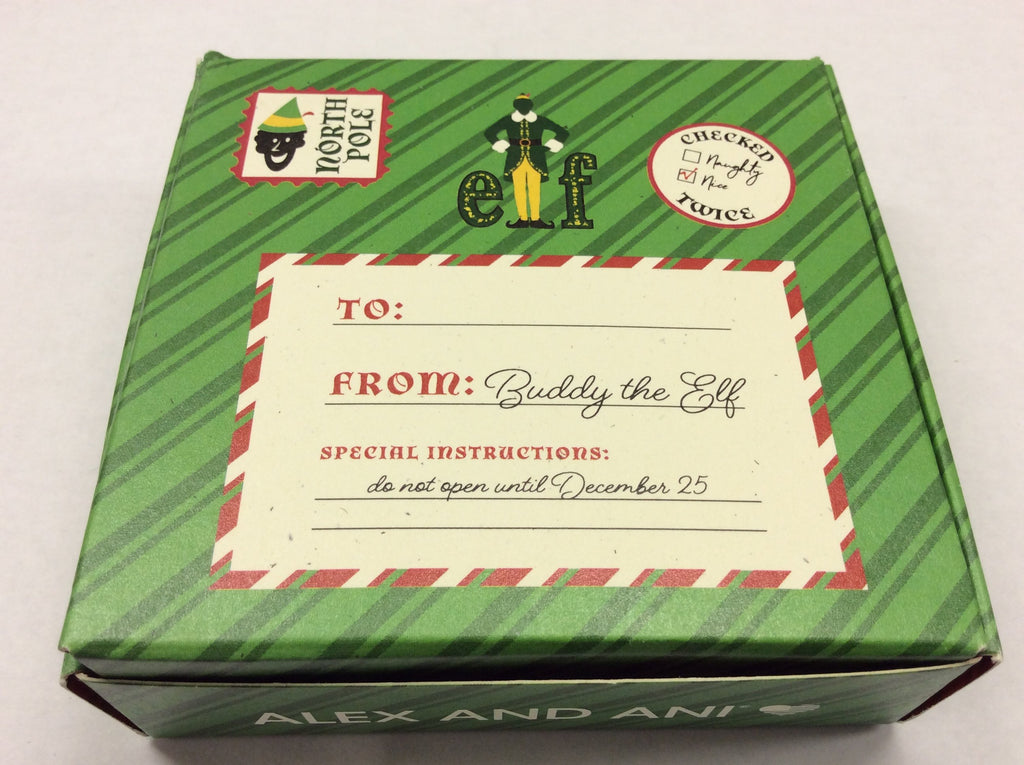 NORTH
POLE
elf
CHECKED
Naughty
Nice
TWICE
TO:
FROM: Buddy the Elf
SPECIAL INSTRUCTIONS:
do not open until December 25
ALEX AND ANI